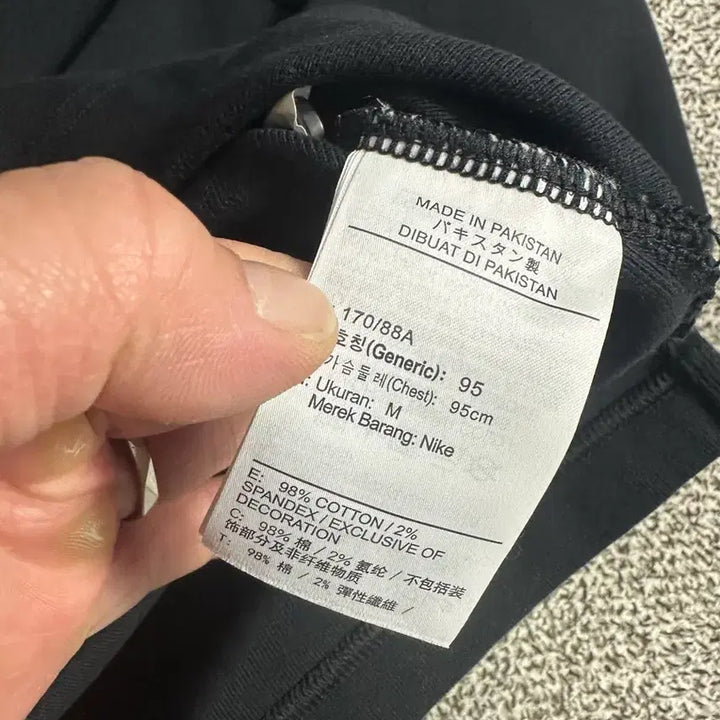 MADE IN PAKISTAN
パキスタン製
DIBUAT DI PAKISTAN
170/88A
호칭(Generic): 95
가슴둘레(Chest): 95cm
Ukuran: M
Merek Barang: Nike
E: 98% COTTON / 2%
SPANDEX / EXCLUSIVE OF
DECORATION
C: 98% 棉 / 2% 氨纶 / 不包括装
饰部分及非纤维物质
T: 98% 棉 / 2% 彈性纖維 /